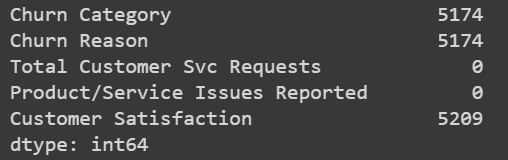 Churn Category 5174
Churn Reason 5174
Total Customer Svc Requests 0
Product/Service Issues Reported 0
Customer Satisfaction 5209
dtype: int64